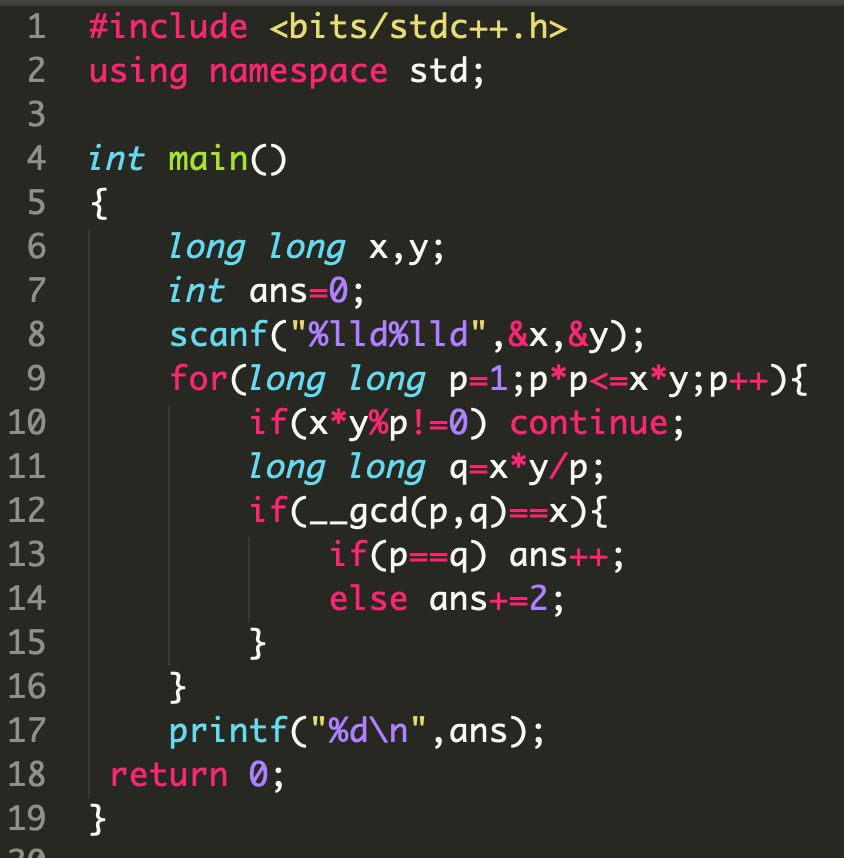 1 #include <bits/stdc++.h>
2 using namespace std;
3
4 int main()
5 {
6 long long x,y;
7 int ans=0;
8 scanf("%lld%lld",&x,&y);
9 for(long long p=1;p*p<=x*y;p++){
10 if(x*y%p!=0) continue;
11 long long q=x*y/p;
12 if(__gcd(p,q)==x){
13 if(p==q) ans++;
14 else ans+=2;
15 }
16 }
17 printf("%d\n",ans);
18 return 0;
19 }
20